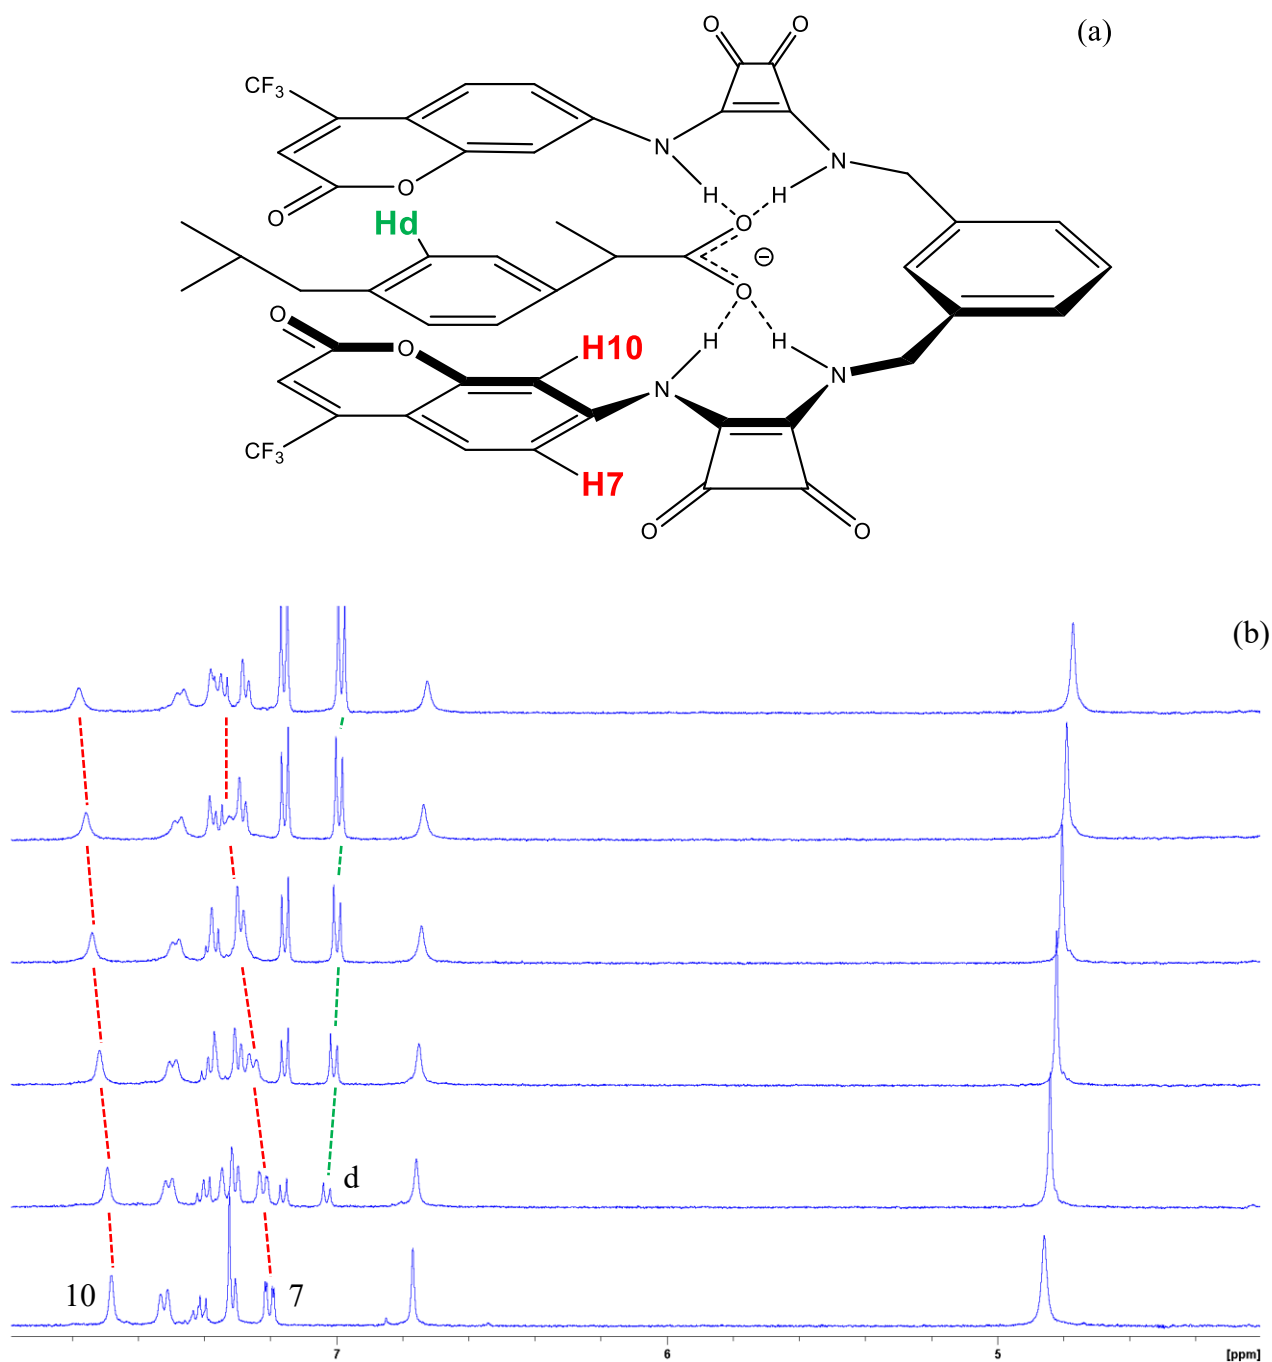 O O (a)
CF3
N N
O O H H
Hd O
⊖
O O
O H10 H H
N N
CF3
H7
O O
(b)
d
10 7
7 6 5 [ppm]